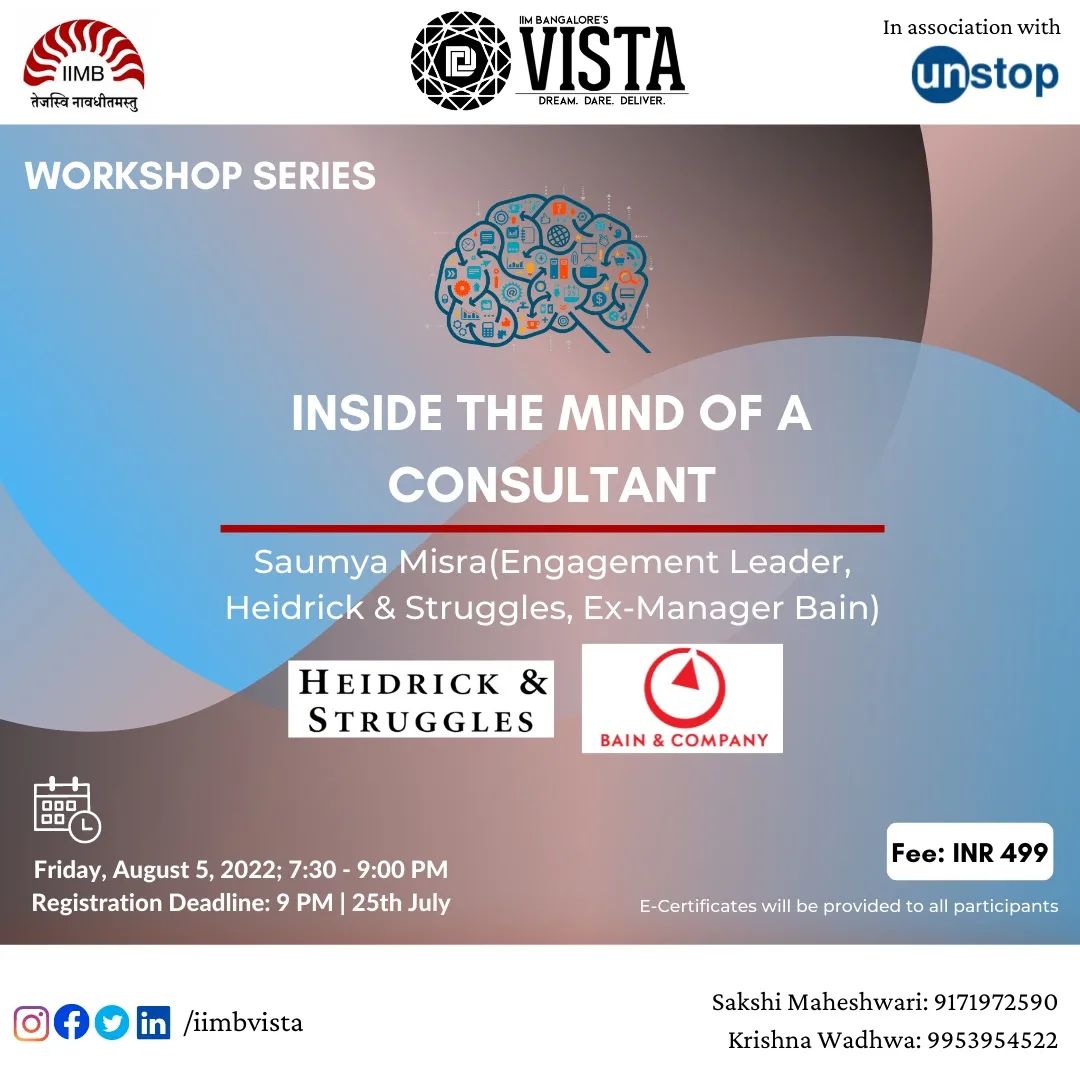 IIMB
तेजस्वि नावधीतमस्तु
IIM BANGALORE'S
VISTA
DREAM. DARE. DELIVER.
In association with
unstop
WORKSHOP SERIES
INSIDE THE MIND OF A
CONSULTANT
Saumya Misra(Engagement Leader,
Heidrick & Struggles, Ex-Manager Bain)
HEIDRICK &
STRUGGLES
BAIN & COMPANY
Friday, August 5, 2022; 7:30 - 9:00 PM
Registration Deadline: 9 PM | 25th July
Fee: INR 499
E-Certificates will be provided to all participants
/iimbvista
Sakshi Maheshwari: 9171972590
Krishna Wadhwa: 9953954522